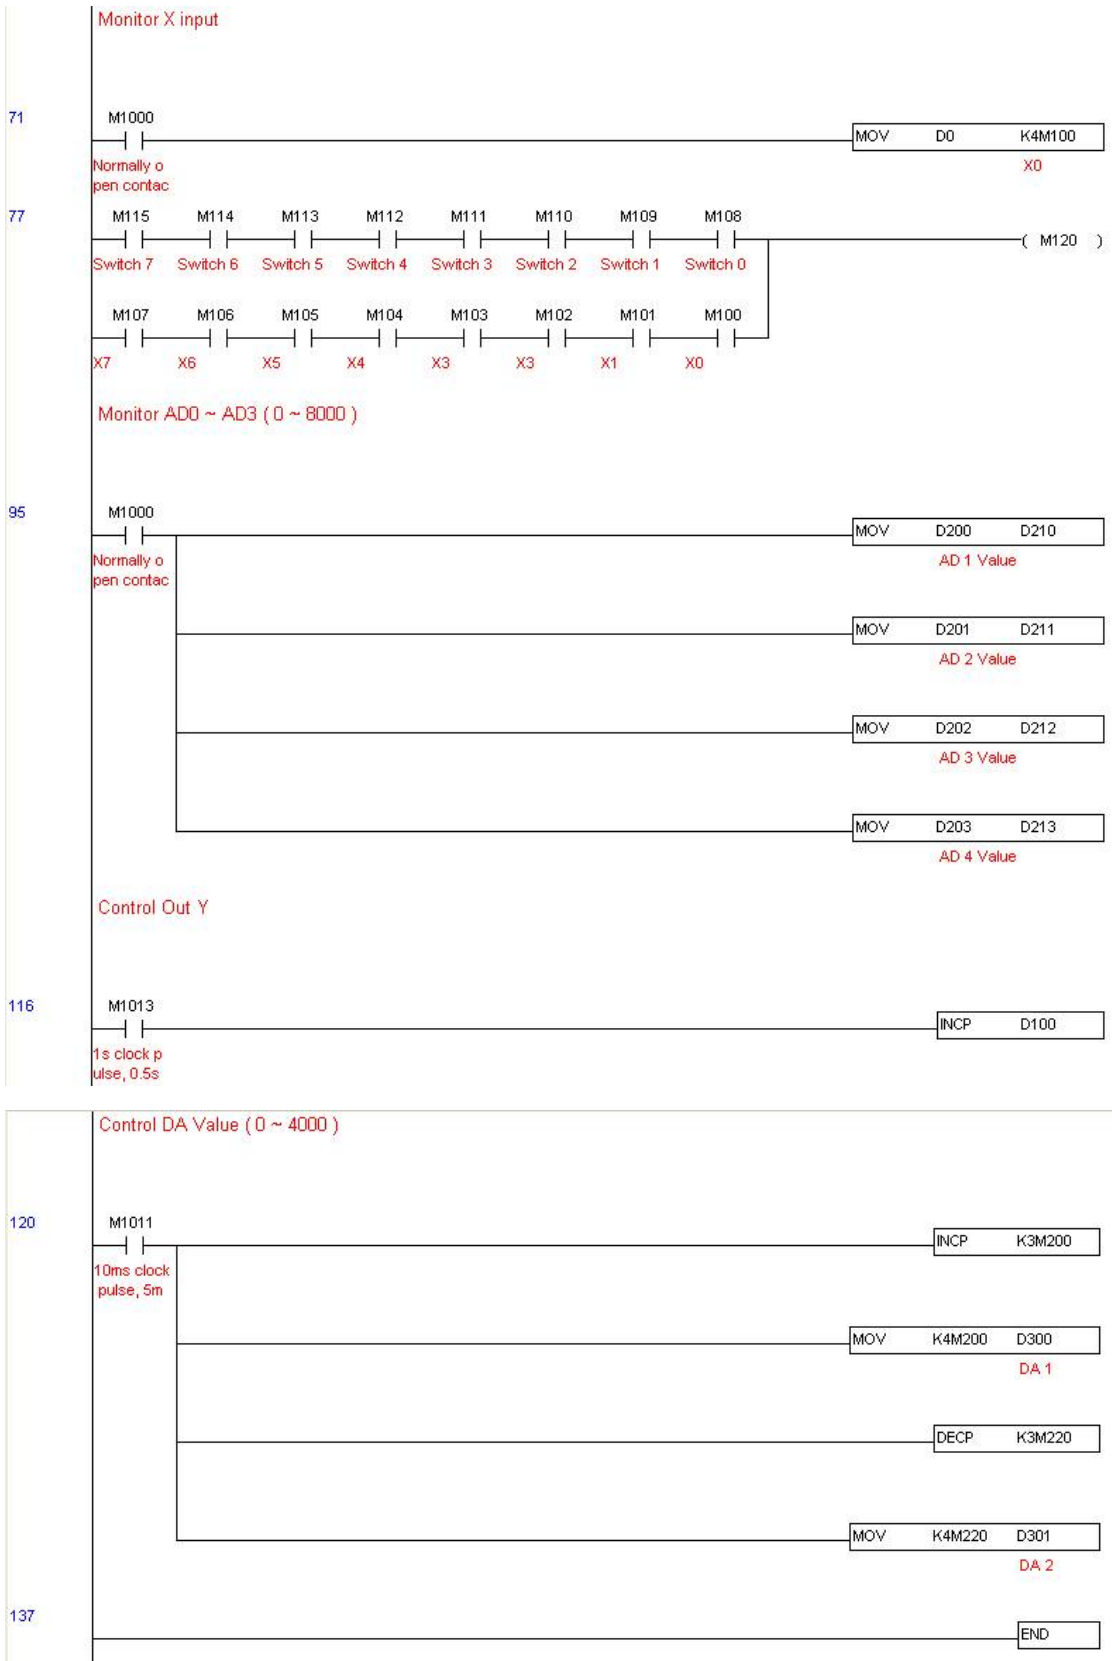 Monitor X input
71
M1000
MOV D0 K4M100
Normally o
pen contac
X0
77
M115 M114 M113 M112 M111 M110 M109 M108
( M120 )
Switch 7 Switch 6 Switch 5 Switch 4 Switch 3 Switch 2 Switch 1 Switch 0
M107 M106 M105 M104 M103 M102 M101 M100
X7 X6 X5 X4 X3 X3 X1 X0
Monitor AD0 ~ AD3 ( 0 ~ 8000 )
95
M1000
MOV D200 D210
Normally o
pen contac
AD 1 Value
MOV D201 D211
AD 2 Value
MOV D202 D212
AD 3 Value
MOV D203 D213
AD 4 Value
Control Out Y
116
M1013
INCP D100
1s clock p
ulse, 0.5s
Control DA Value ( 0 ~ 4000 )
120
M1011
INCP K3M200
10ms clock
pulse, 5m
MOV K4M200 D300
DA 1
DECP K3M220
MOV K4M220 D301
DA 2
137
END